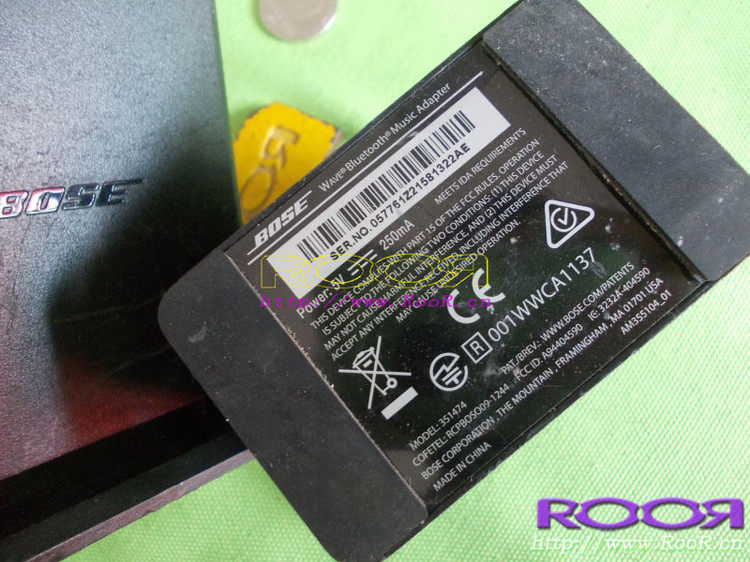 BOSE
BOSE Wave® Bluetooth® Music Adapter
SER.NO.057761Z21581322AE
250mA
MEETS IDA REQUIREMENTS
THIS DEVICE COMPLIES WITH PART 15 OF THE FCC RULES. OPERATION
IS SUBJECT TO THE FOLLOWING TWO CONDITIONS: (1) THIS DEVICE
MAY NOT CAUSE HARMFUL INTERFERENCE AND (2) THIS DEVICE MUST
ACCEPT ANY INTERFERENCE RECEIVED, INCLUDING INTERFERENCE THAT
MAY CAUSE UNDESIRED OPERATION.
CE
R 001WWCA1137
PAT/BREV.: WWW.BOSE.COM/PATENTS
MODEL: 351474 FCC ID: A94404590 IC: 3232A-404590
COFETEL: RCPBOSO09-1244
BOSE CORPORATION, THE MOUNTAIN, FRAMINGHAM, MA 01701 USA
MADE IN CHINA AM355104_01
ROOЯ
http://www.RooR.cn
ROOЯ
http://www.RooR.cn